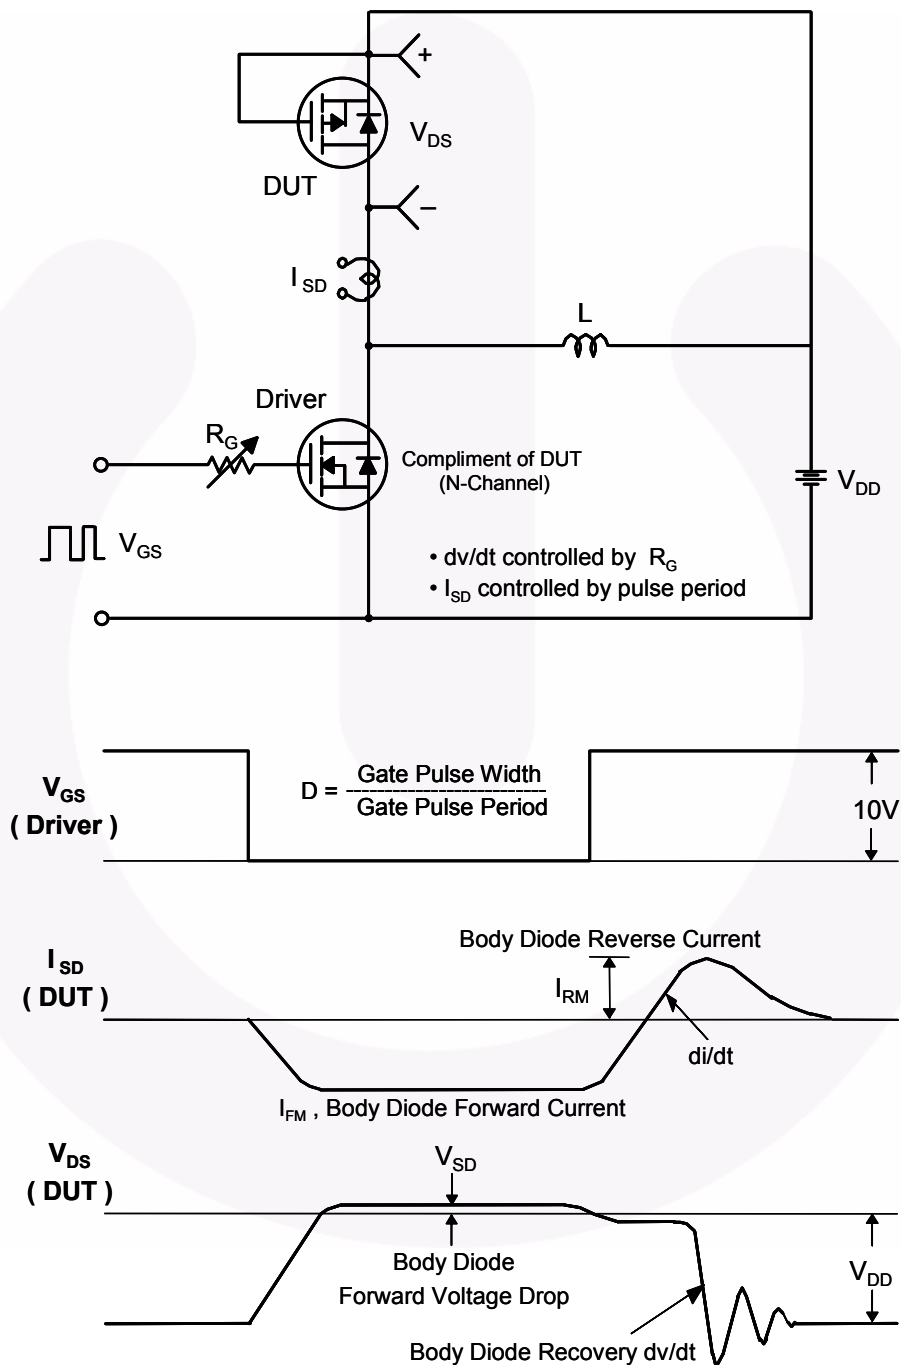 +
V_DS
DUT
−
I_SD
L
Driver
R_G
Compliment of DUT
(N-Channel)
V_DD
V_GS
• dv/dt controlled by R_G
• I_SD controlled by pulse period
V_GS
( Driver )
D = Gate Pulse Width
Gate Pulse Period
10V
I_SD
( DUT )
Body Diode Reverse Current
I_RM
di/dt
I_FM , Body Diode Forward Current
V_DS
( DUT )
V_SD
Body Diode
Forward Voltage Drop
V_DD
Body Diode Recovery dv/dt